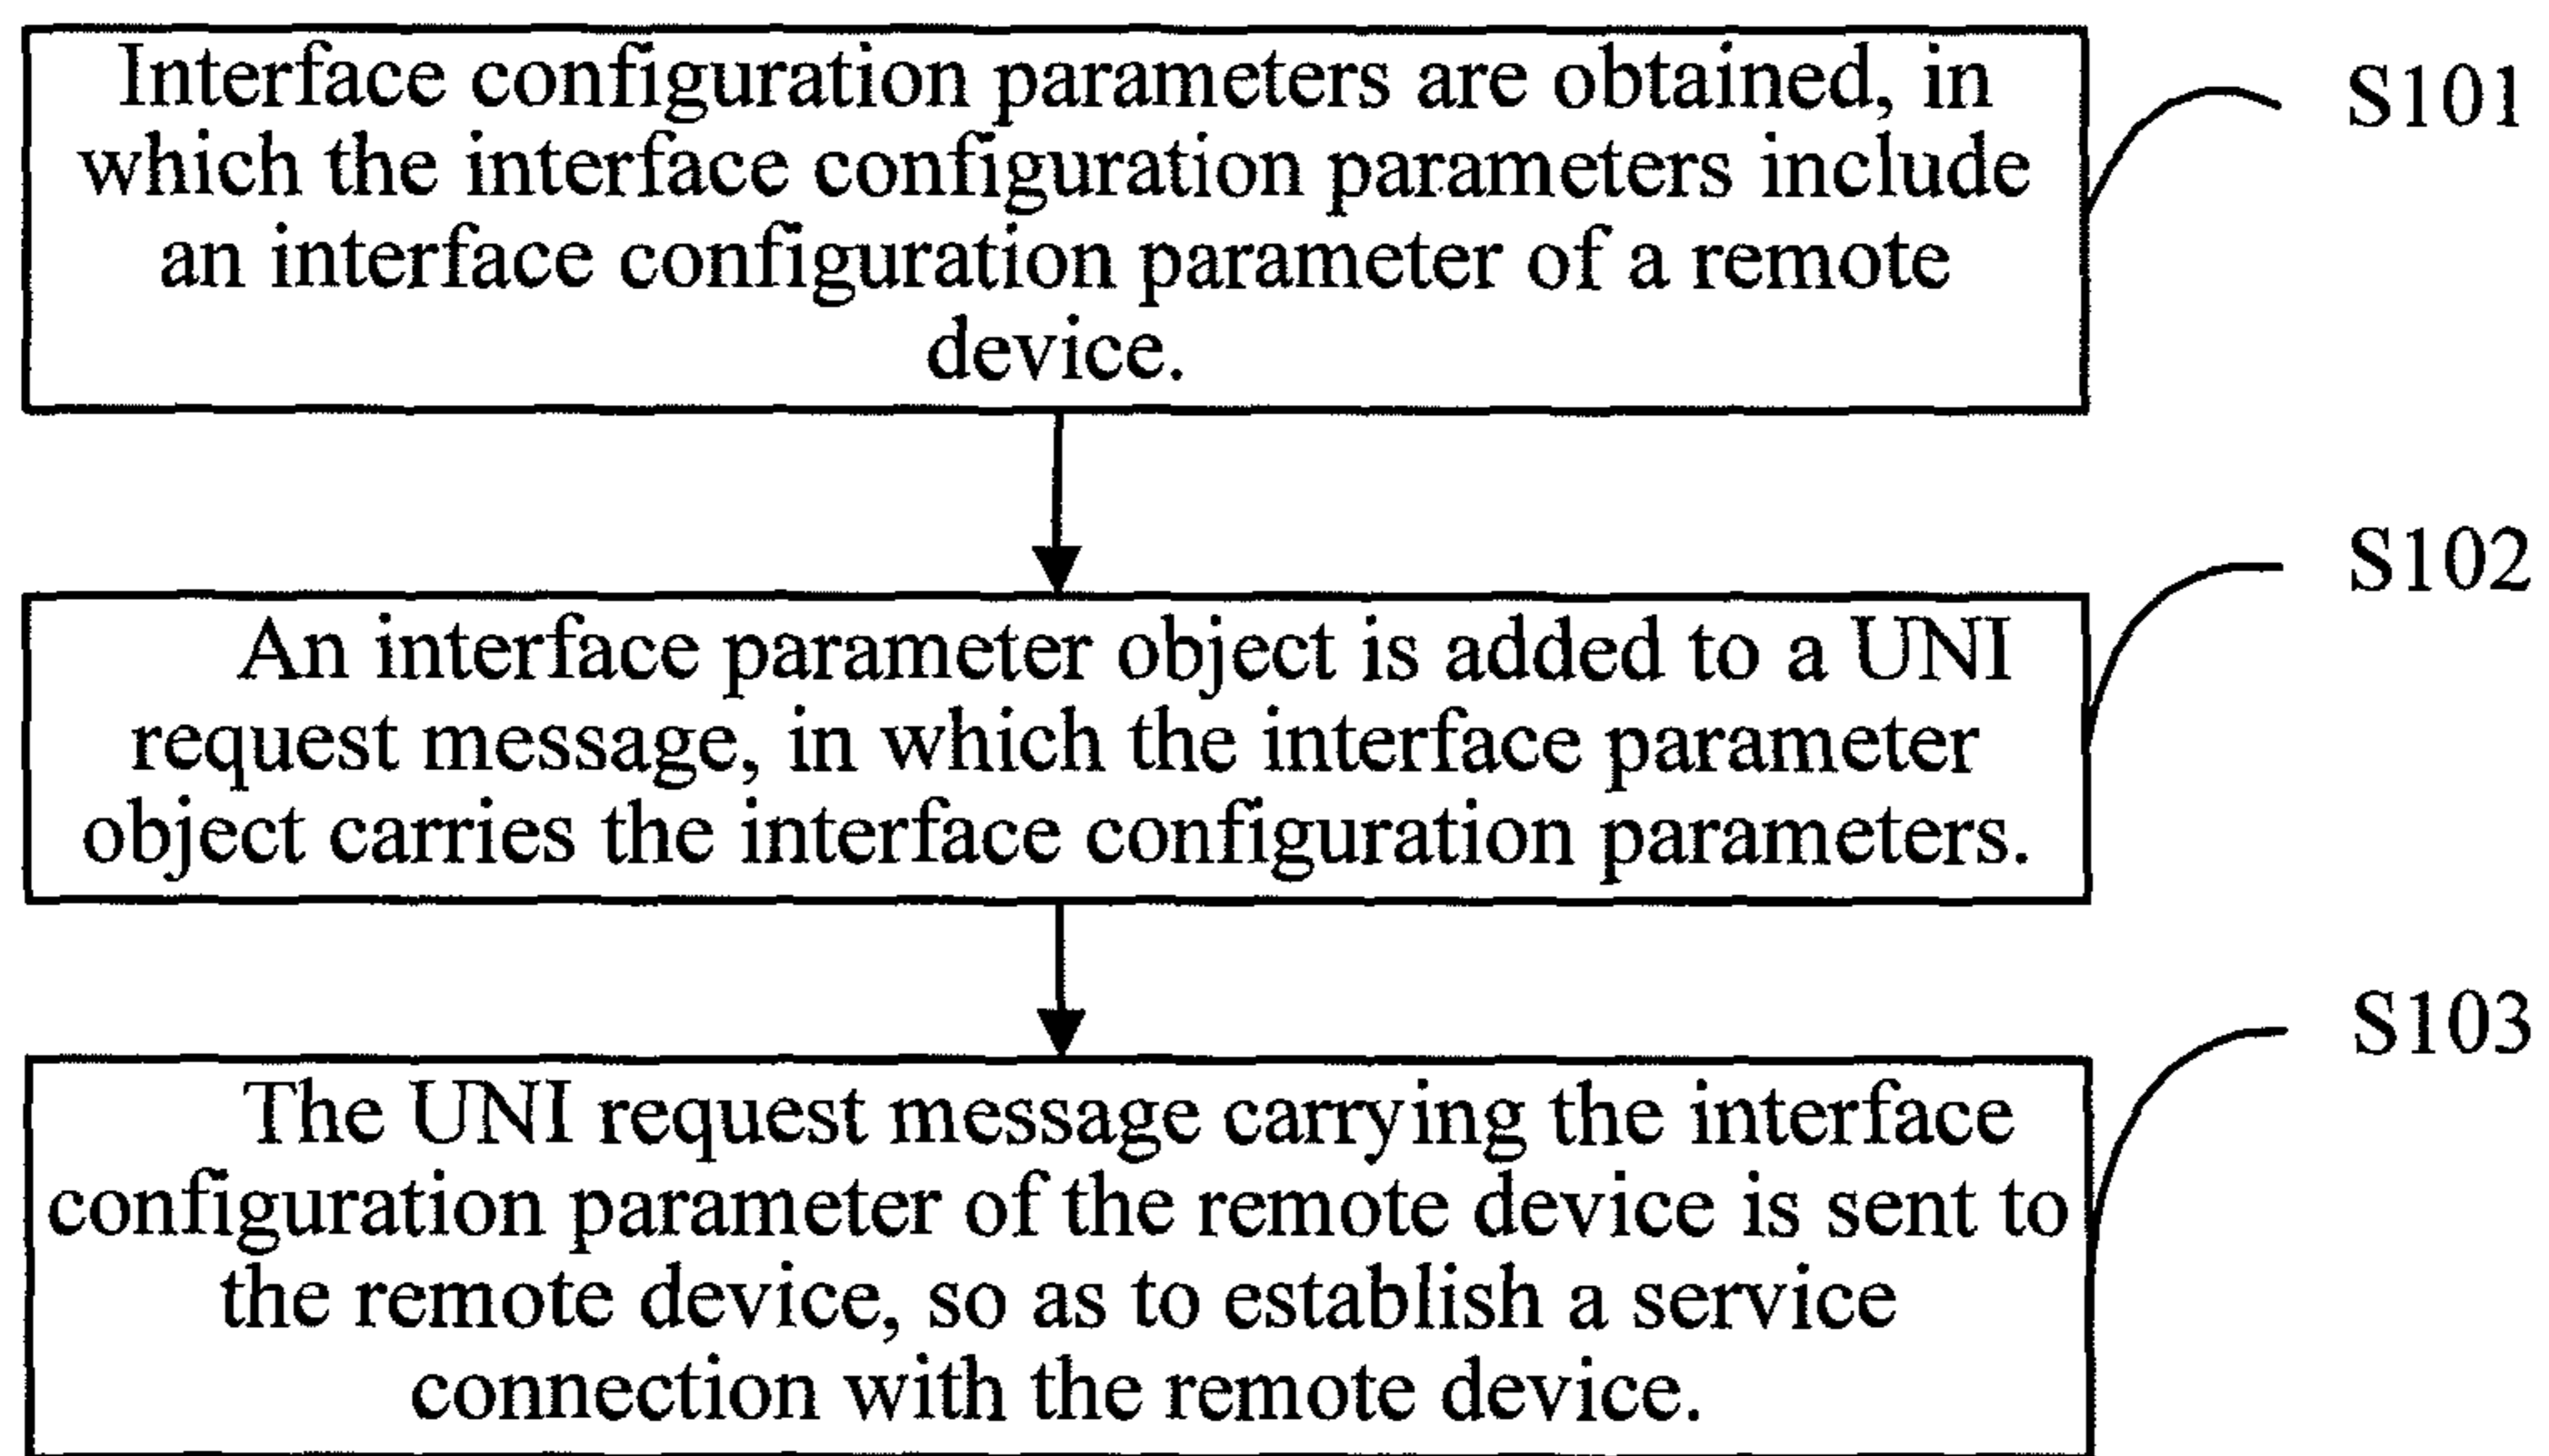 Interface configuration parameters are obtained, in
which the interface configuration parameters include
an interface configuration parameter of a remote
device.
S101
An interface parameter object is added to a UNI
request message, in which the interface parameter
object carries the interface configuration parameters.
S102
The UNI request message carrying the interface
configuration parameter of the remote device is sent to
the remote device, so as to establish a service
connection with the remote device.
S103